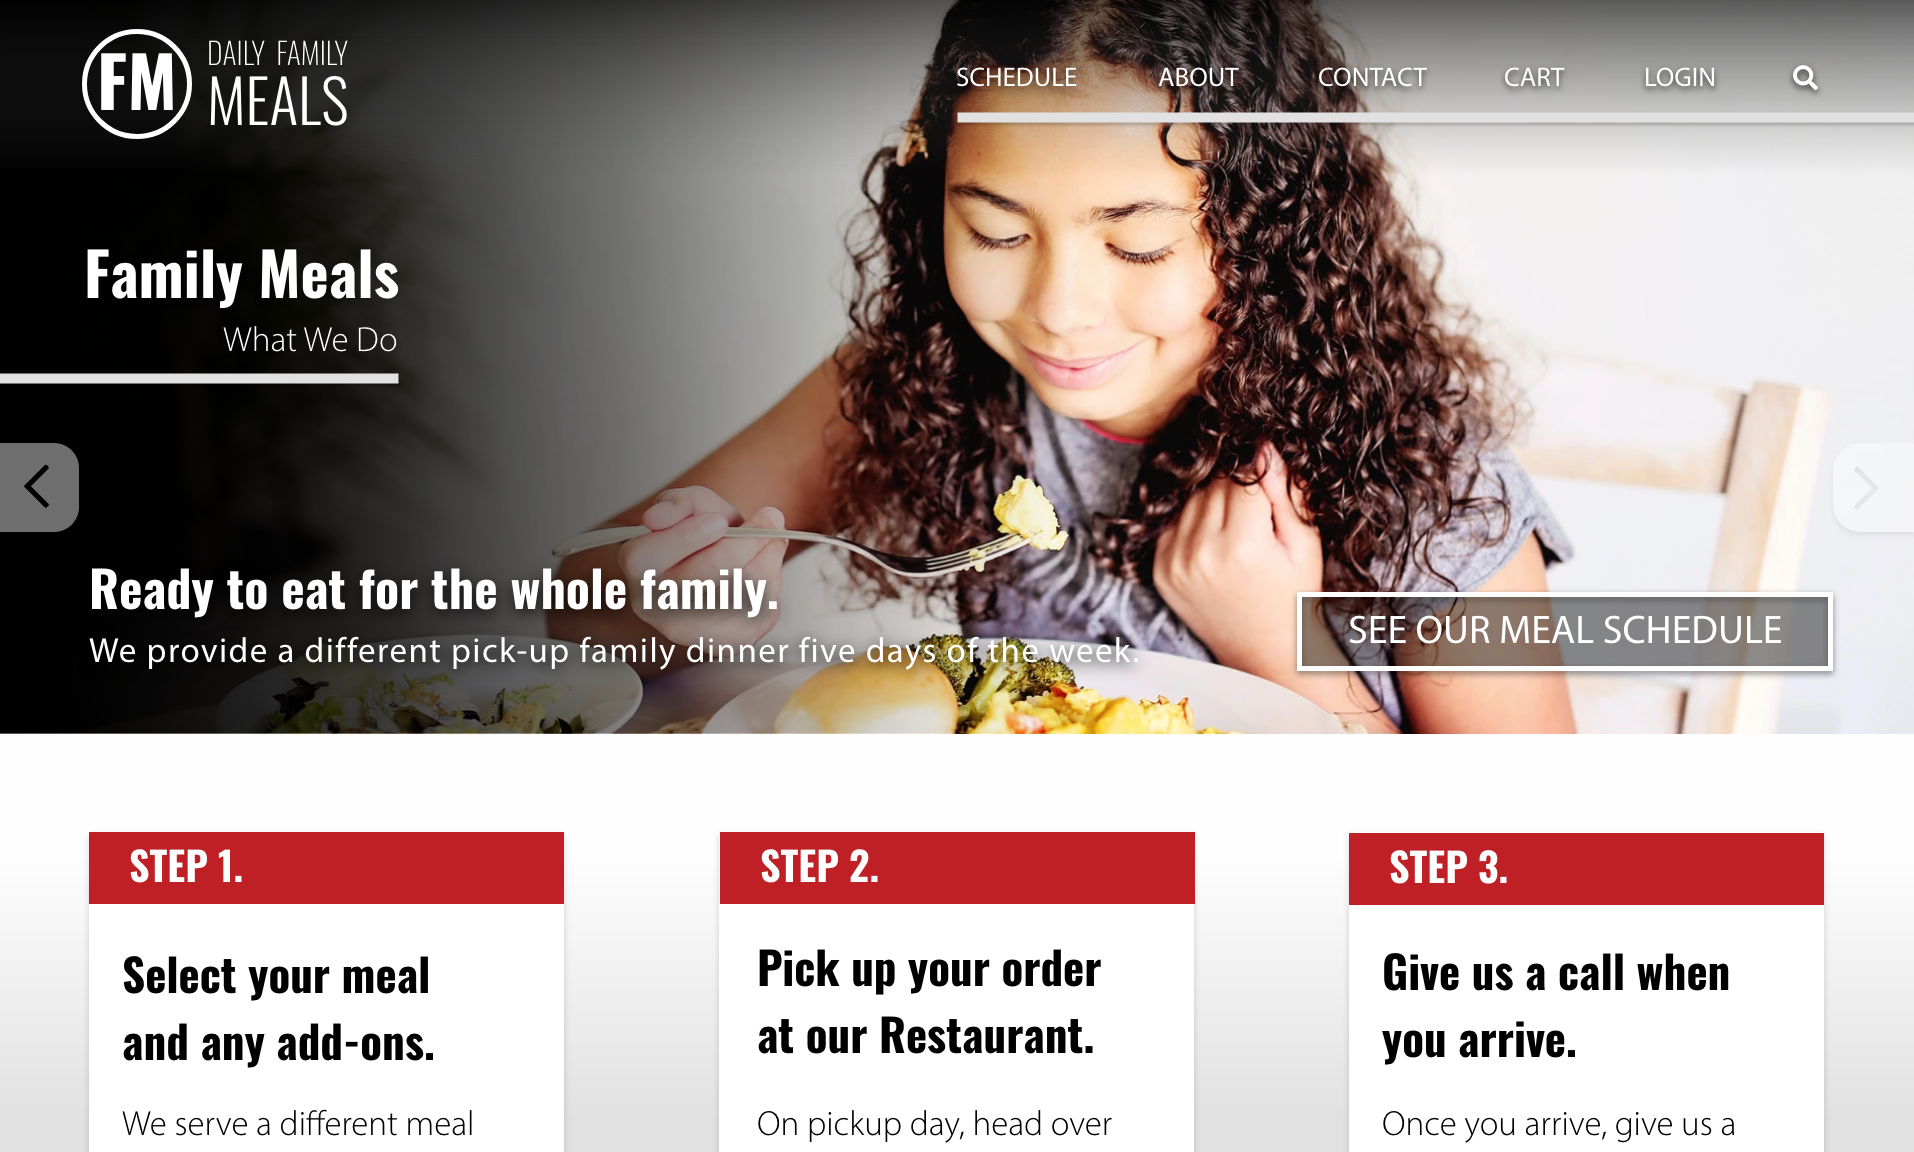 FM
DAILY FAMILY
MEALS
SCHEDULE
ABOUT
CONTACT
CART
LOGIN
Family Meals
What We Do
Ready to eat for the whole family.
We provide a different pick-up family dinner five days of the week.
SEE OUR MEAL SCHEDULE
STEP 1.
Select your meal
and any add-ons.
We serve a different meal
STEP 2.
Pick up your order
at our Restaurant.
On pickup day, head over
STEP 3.
Give us a call when
you arrive.
Once you arrive, give us a